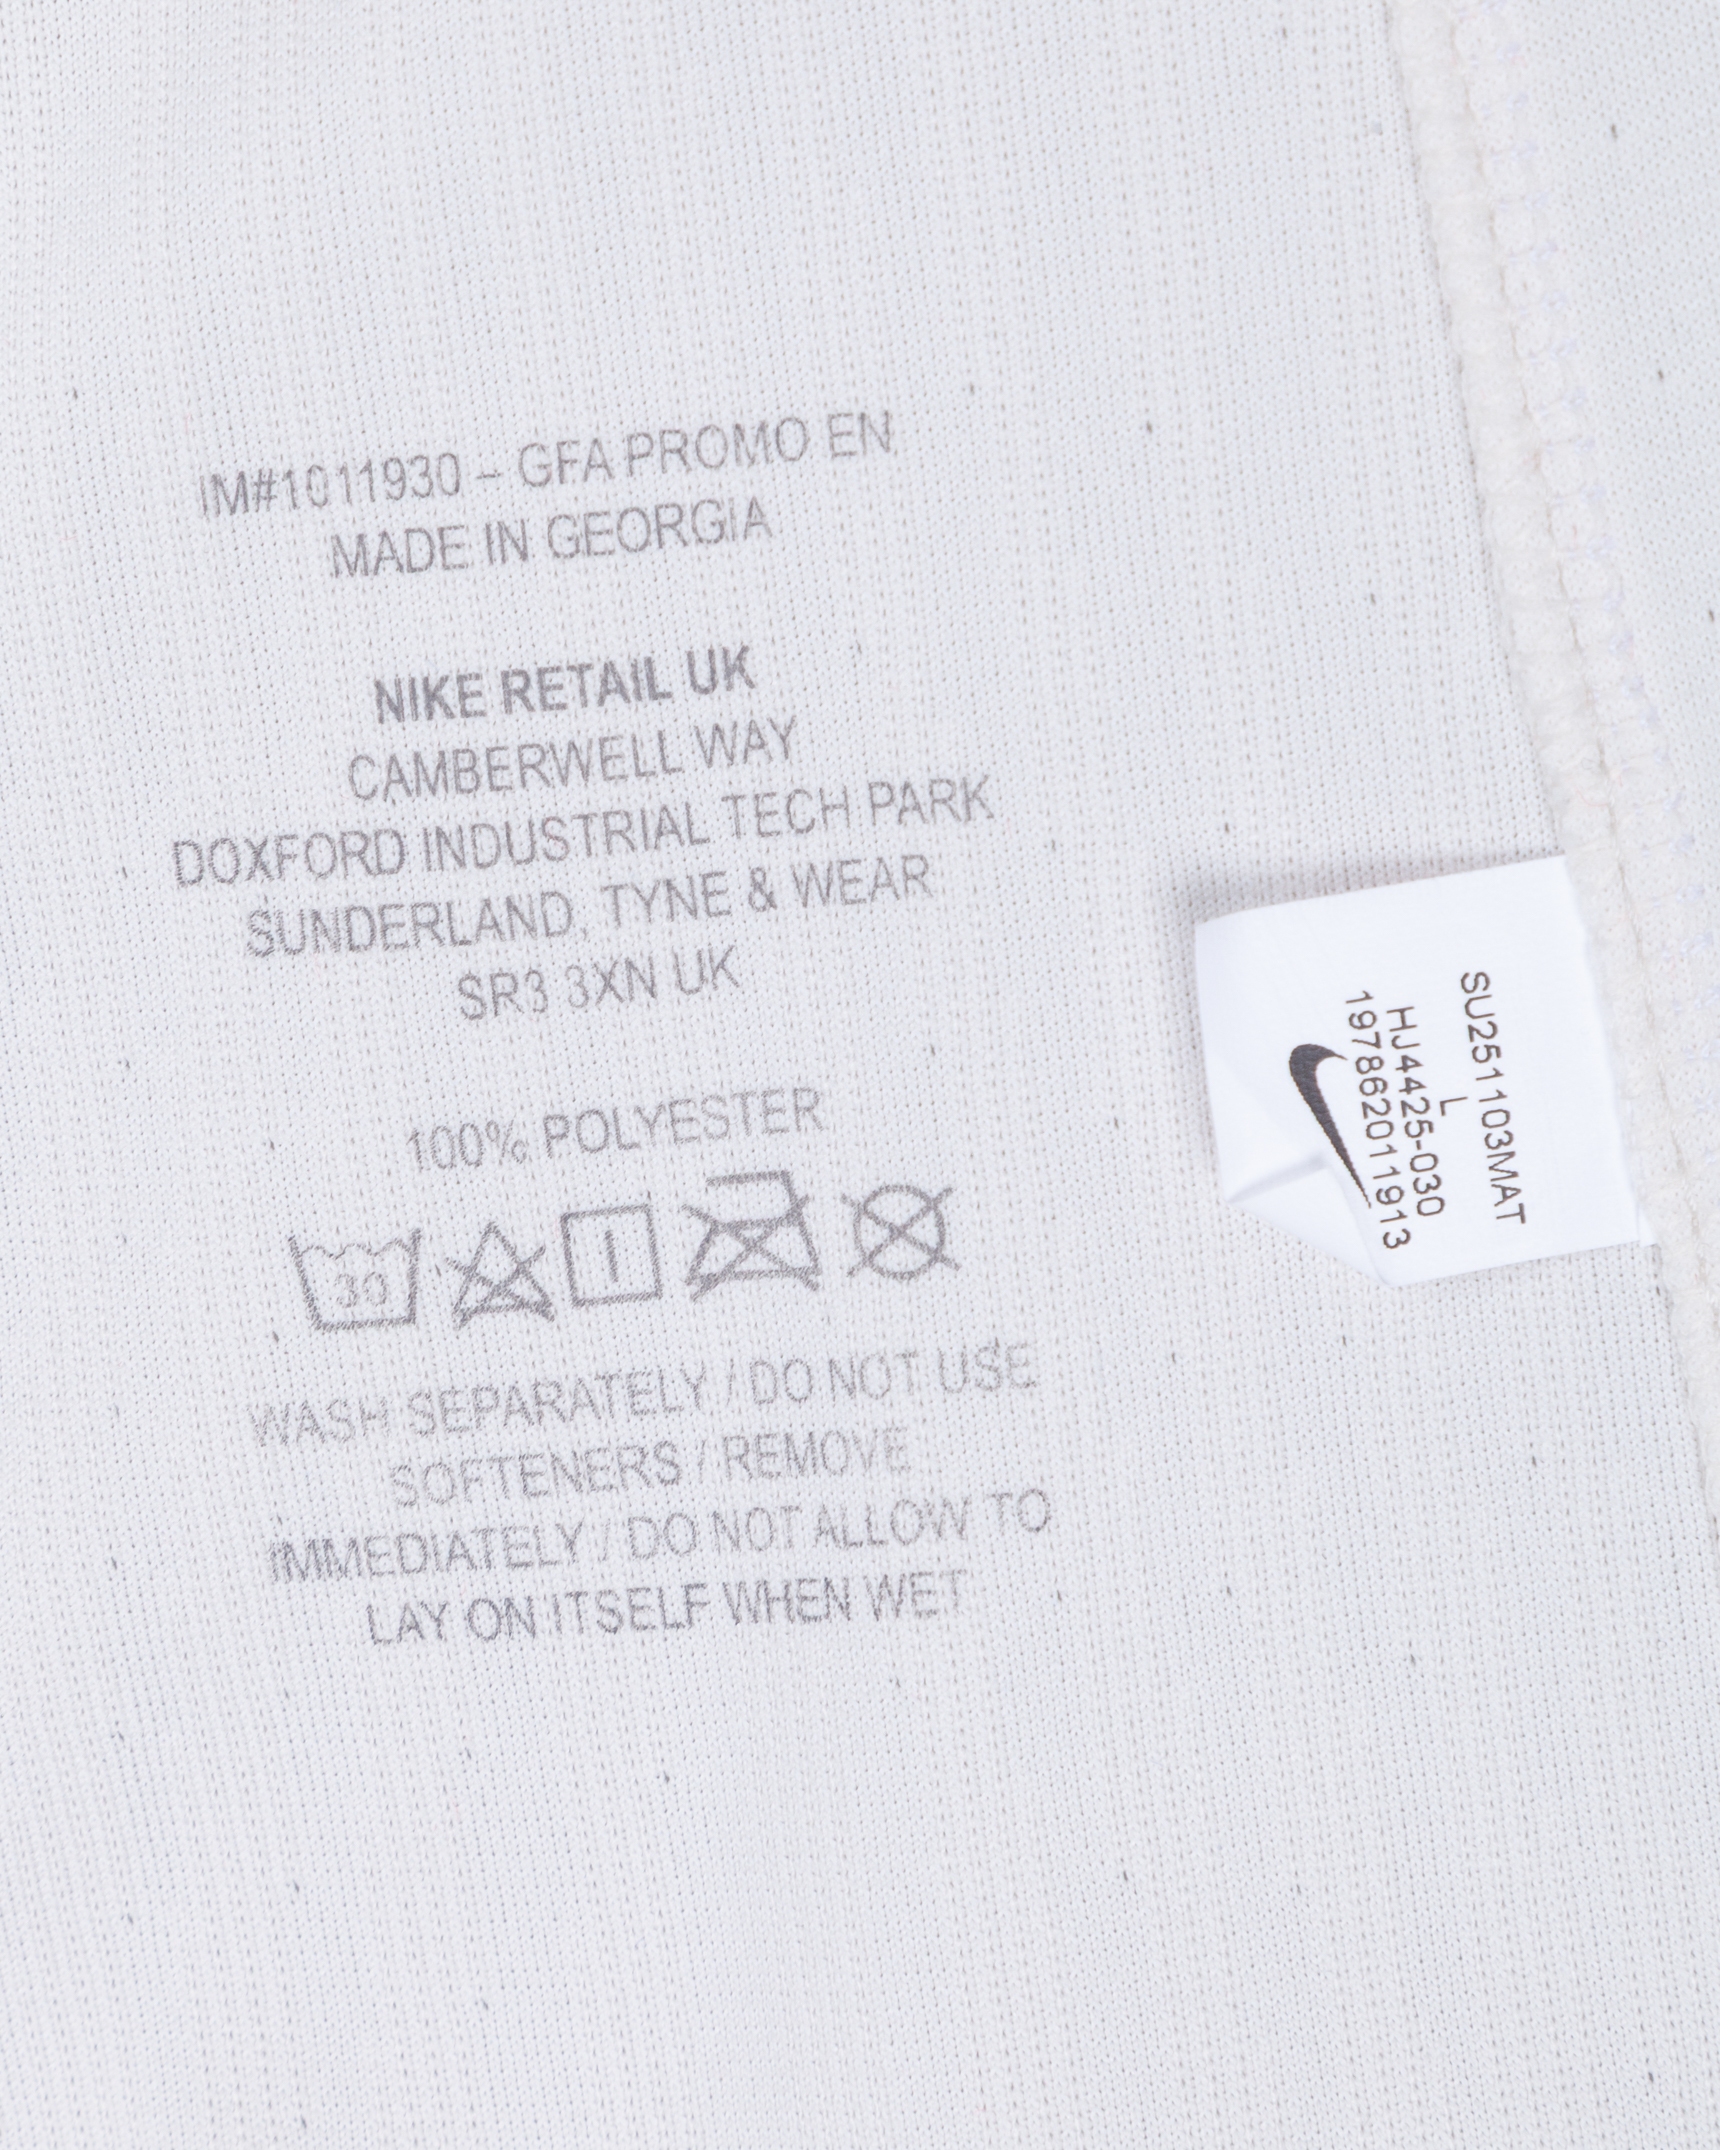 IM#1011930 – GFA PROMO EN
MADE IN GEORGIA
NIKE RETAIL UK
CAMBERWELL WAY
DOXFORD INDUSTRIAL TECH PARK
SUNDERLAND, TYNE & WEAR
SR3 3XN UK
100% POLYESTER
30
WASH SEPARATELY / DO NOT USE
SOFTENERS / REMOVE
IMMEDIATELY / DO NOT ALLOW TO
LAY ON ITSELF WHEN WET
SU251103MAT
L
HJ4425-030
197862011913